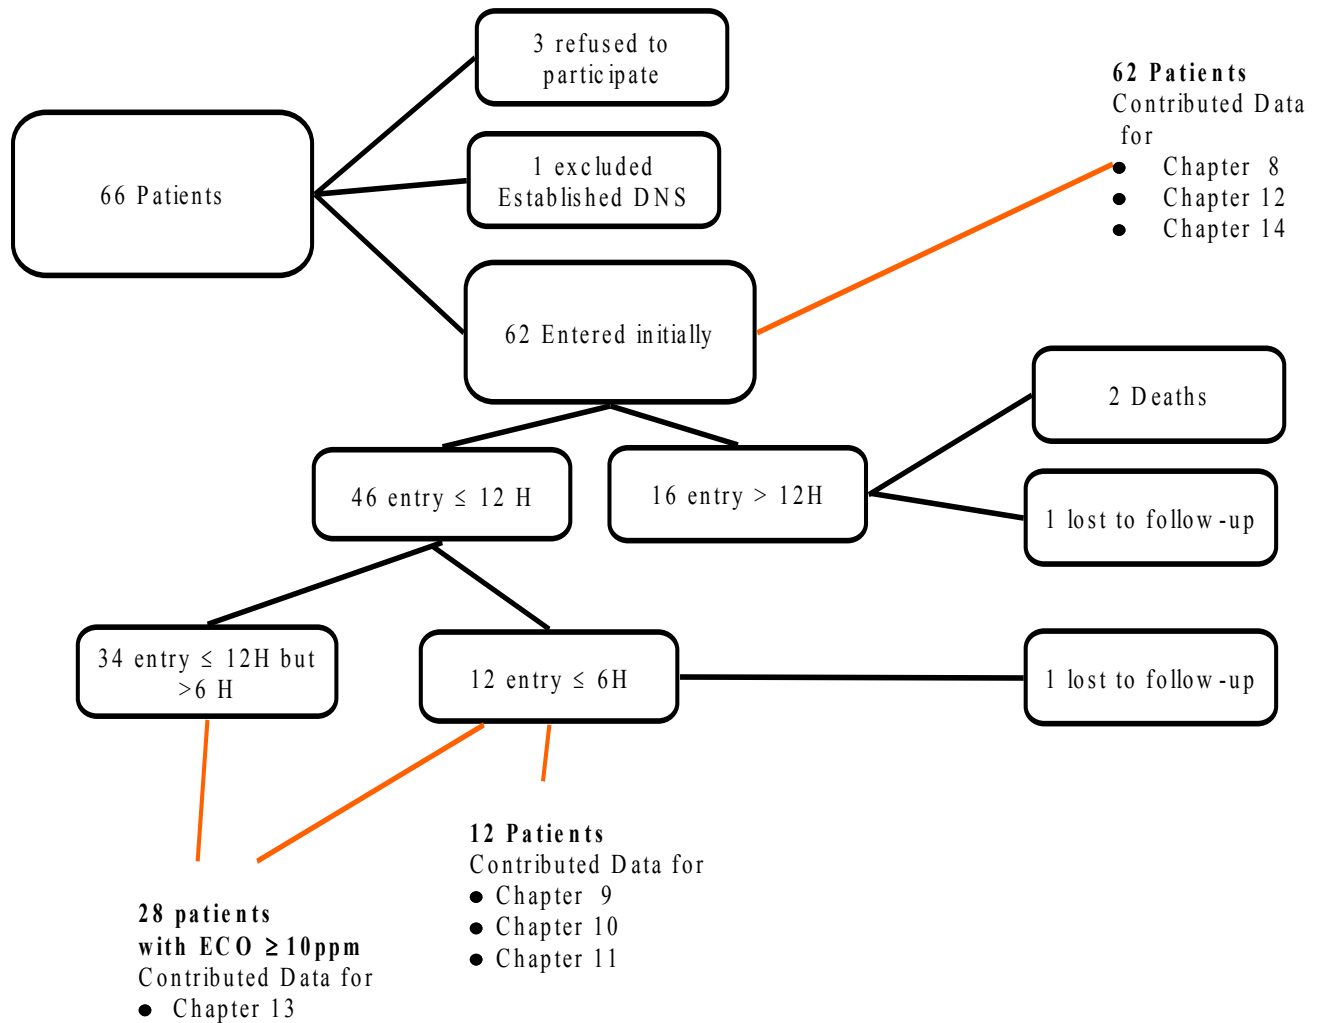 3 refused to
participate
62 Patients
Contributed Data
for
● Chapter 8
● Chapter 12
● Chapter 14
66 Patients
1 excluded
Established DNS
62 Entered initially
2 Deaths
46 entry ≤ 12 H
16 entry > 12H
1 lost to follow-up
34 entry ≤ 12H but
>6 H
12 entry ≤ 6H
1 lost to follow-up
12 Patients
Contributed Data for
● Chapter 9
● Chapter 10
● Chapter 11
28 patients
with ECO ≥ 10ppm
Contributed Data for
● Chapter 13